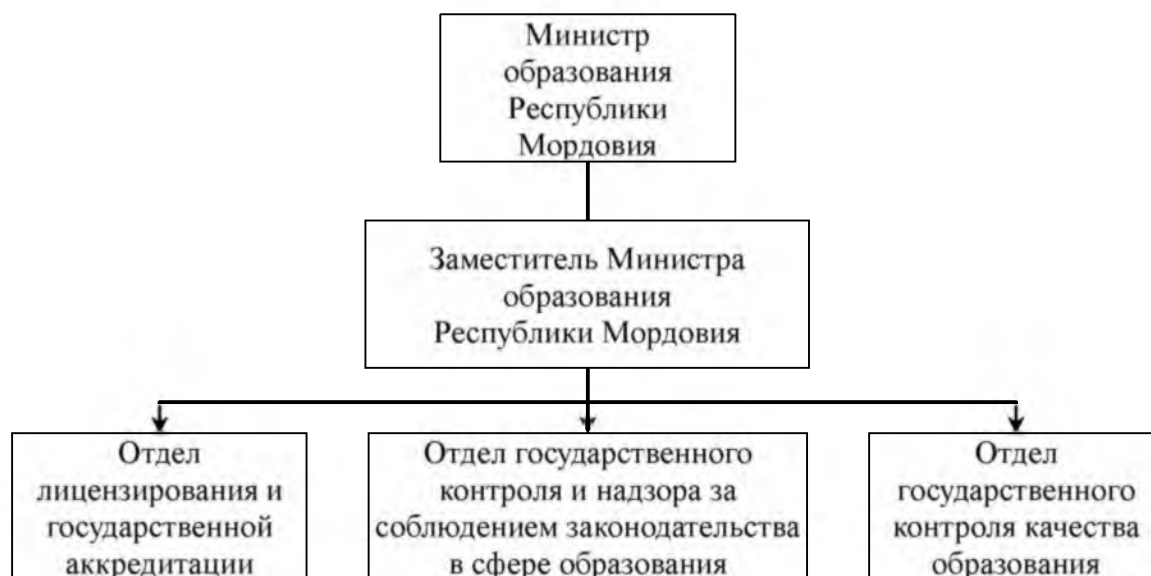 Министр
образования
Республики
Мордовия
Заместитель Министра
образования
Республики Мордовия
Отдел
лицензирования и
государственной
аккредитации
Отдел государственного
контроля и надзора за
соблюдением законодательства
в сфере образования
Отдел
государственного
контроля качества
образования